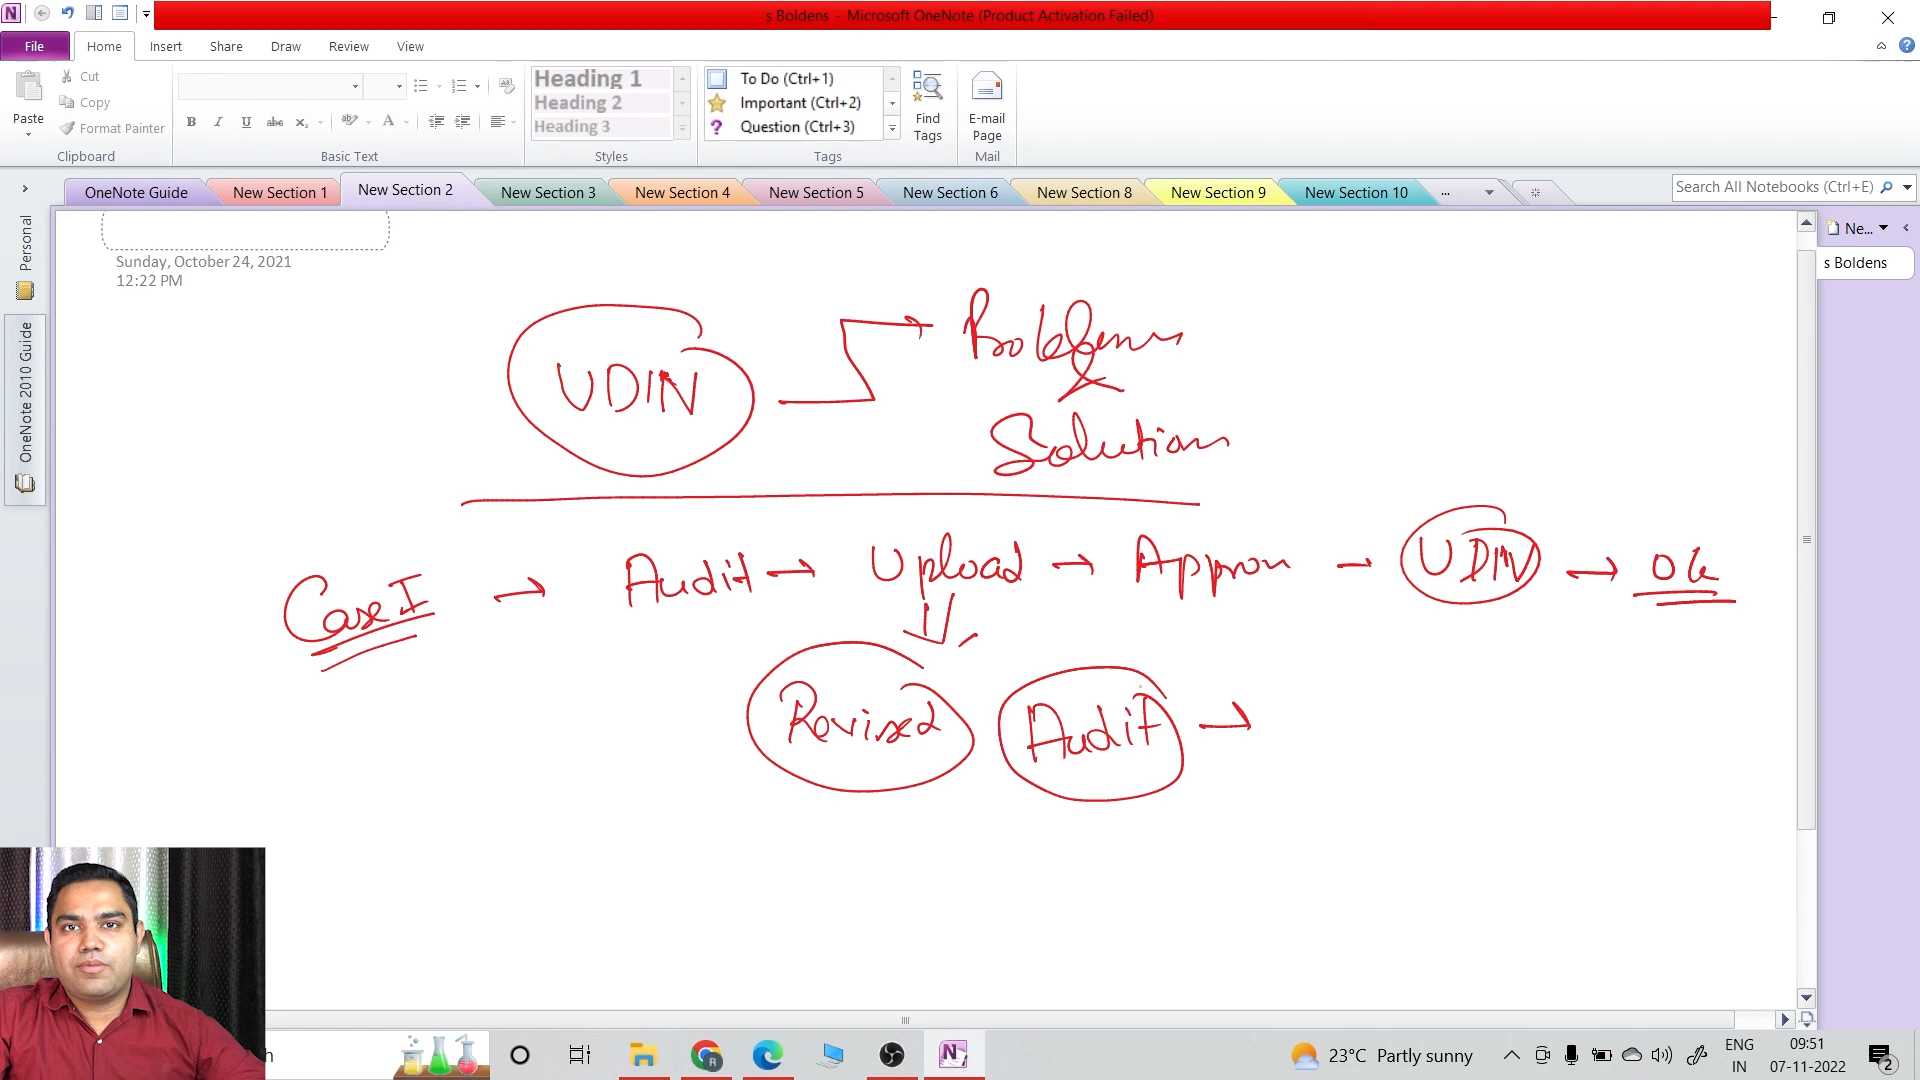 s Boldens - Microsoft OneNote (Product Activation Failed)
File Home Insert Share Draw Review View
Paste
Cut
Copy
Format Painter
Clipboard
B I U abc x₂ A
Basic Text
Heading 1
Heading 2
Heading 3
Styles
To Do (Ctrl+1)
Important (Ctrl+2)
Question (Ctrl+3)
Tags
Find Tags
E-mail Page
Mail
OneNote Guide New Section 1 New Section 2 New Section 3 New Section 4 New Section 5 New Section 6 New Section 8 New Section 9 New Section 10 ...
Search All Notebooks (Ctrl+E)
Personal
OneNote 2010 Guide
Ne...
s Boldens
Sunday, October 24, 2021
12:22 PM
UDIN → Problems
&
Solution
Case I → Audit → Upload → Approv → UDIN → Ok
Revised Audit →
h
23°C Partly sunny
ENG
IN
09:51
07-11-2022
2